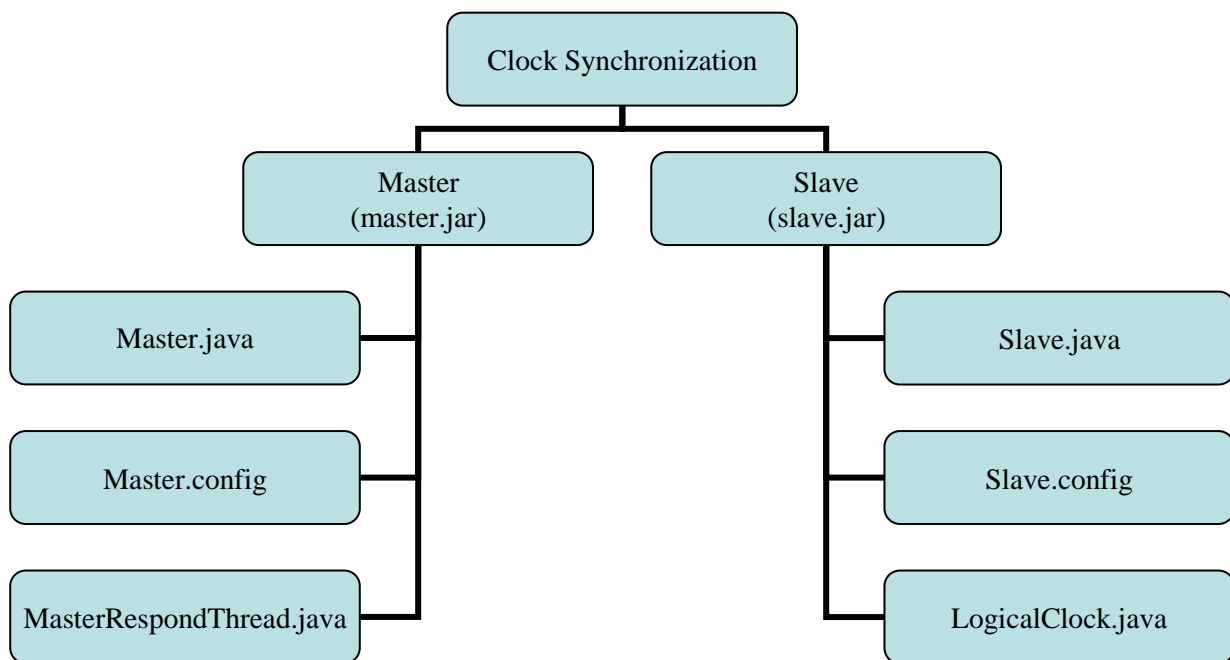 Clock Synchronization
Master
(master.jar)
Slave
(slave.jar)
Master.java
Slave.java
Master.config
Slave.config
MasterRespondThread.java
LogicalClock.java